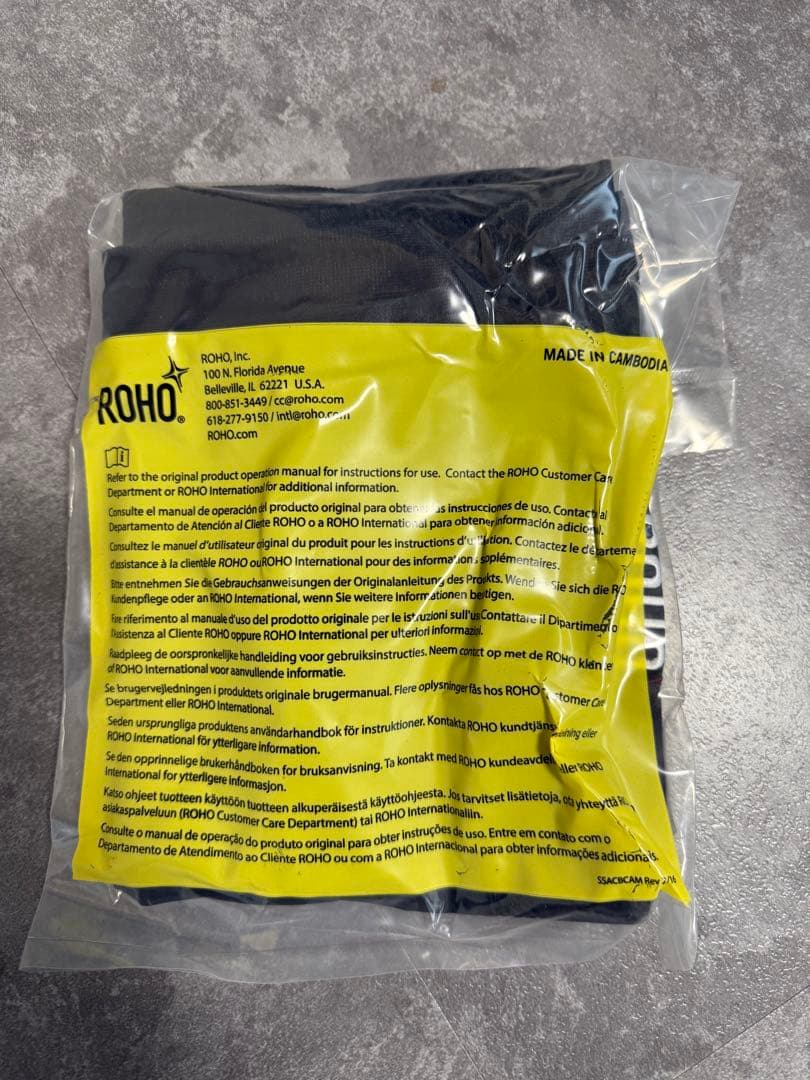 ROHO®
ROHO, Inc.
100 N. Florida Avenue
Belleville, IL 62221 U.S.A.
800-851-3449 / cc@roho.com
618-277-9150 / intl@roho.com
ROHO.com
MADE IN CAMBODIA
Refer to the original product operation manual for instructions for use. Contact the ROHO Customer Care
Department or ROHO International for additional information.
Consulte el manual de operación del producto original para obtener las instrucciones de uso. Contacte al
Departamento de Atención al Cliente ROHO o a ROHO International para obtener información adicional.
Consultez le manuel d'utilisateur original du produit pour les instructions d'utilisation. Contactez le départeme
d'assistance à la clientèle ROHO ou ROHO International pour des informations supplémentaires.
Bitte entnehmen Sie die Gebrauchsanweisungen der Originalanleitung des Produkts. Wenden Sie sich die RO
Kundenpflege oder an ROHO International, wenn Sie weitere Informationen benötigen.
Fare riferimento al manuale d'uso del prodotto originale per le istruzioni sull'uso Contattare il Dipartimento
Assistenza al Cliente ROHO oppure ROHO International per ulteriori informazioni.
Raadpleeg de oorspronkelijke handleiding voor gebruiksinstructies. Neem contact op met de ROHO
of ROHO International voor aanvullende informatie.
Se brugervejledningen i produktets originale brugermanual. Flere oplysninger fås hos ROHO Customer Care
Department eller ROHO International.
Seden ursprungliga produktens användarhandbok för instruktioner. Kontakta ROHO eller
ROHO International för ytterligare information.
Se den opprinnelige brukerhåndboken for bruksanvisning. Ta kontakt med ROHO eller ROHO
International for ytterligere informasjon.
Katso ohjeet tuotteen käyttöön tuotteen alkuperäisestä käyttöohjeesta. Jos tarvitset lisätietoja, ota yhteyttä
asiakaspalveluun (ROHO Customer Care Department) tai ROHO Internationaliin.
Consulte o manual de operação do produto original para obter instruções de uso. Entre em contato com o
Departamento de Atendimento ao Cliente ROHO ou com a ROHO Internacional para obter informações adicionais.
SSACBCAM Rev